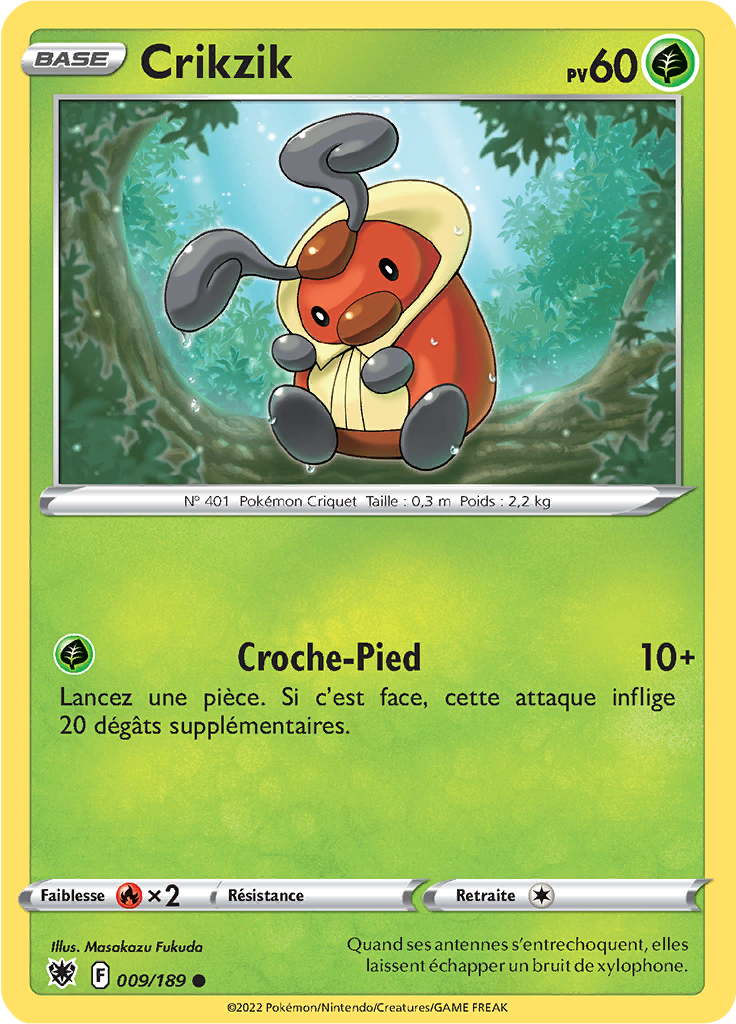 BASE Crikzik PV60
N° 401 Pokémon Criquet Taille : 0,3 m Poids : 2,2 kg
Croche-Pied 10+
Lancez une pièce. Si c'est face, cette attaque inflige
20 dégâts supplémentaires.
Faiblesse ×2 Résistance Retraite
Illus. Masakazu Fukuda
F 009/189
Quand ses antennes s'entrechoquent, elles
laissent échapper un bruit de xylophone.
©2022 Pokémon/Nintendo/Creatures/GAME FREAK